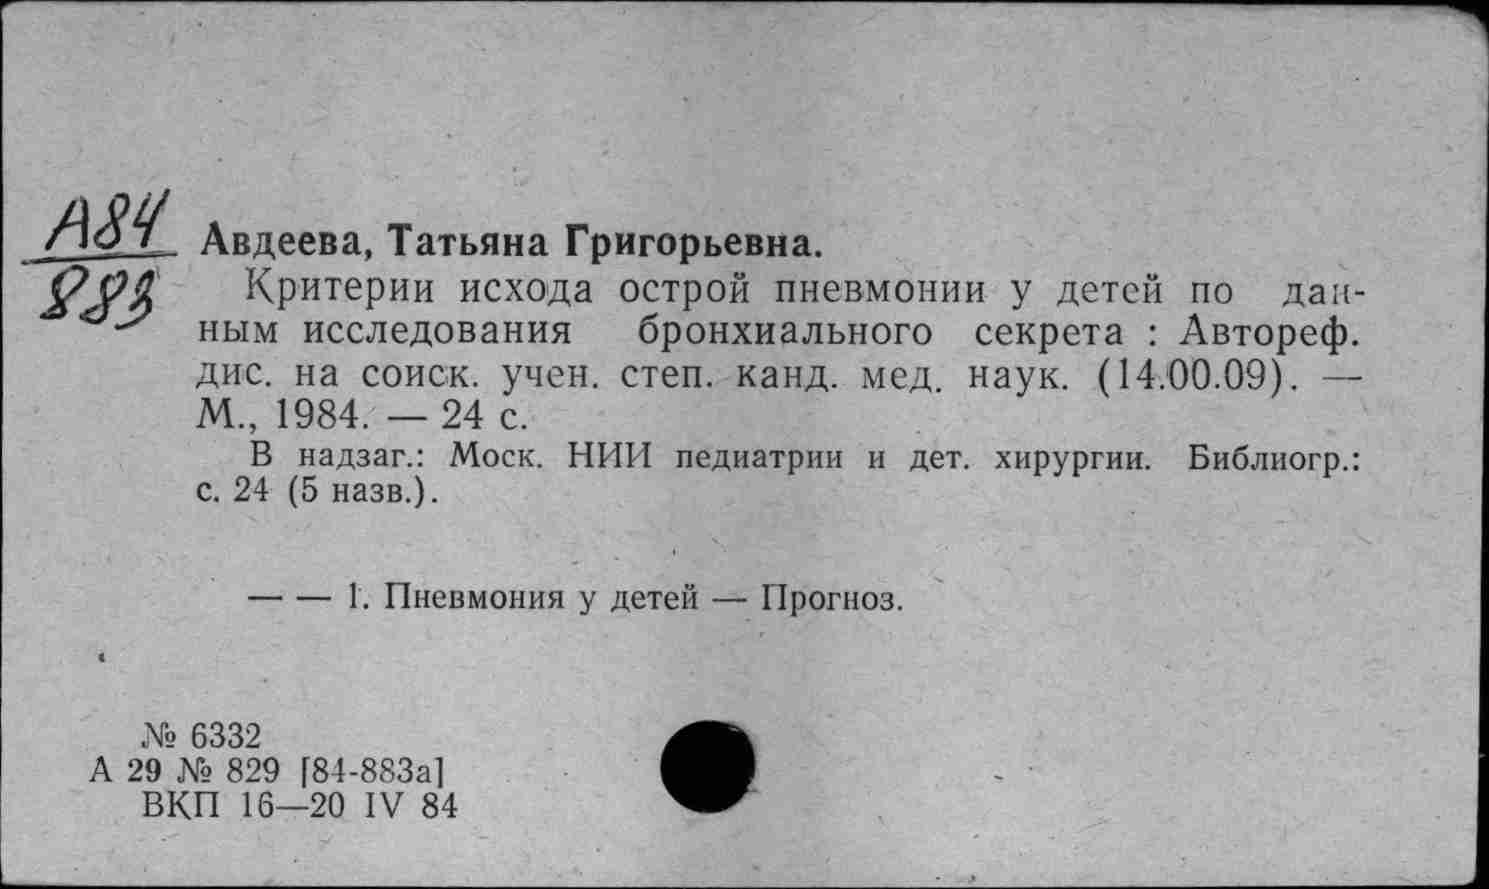 А84
883
Авдеева, Татьяна Григорьевна.
Критерии исхода острой пневмонии у детей по дан-
ным исследования бронхиального секрета : Автореф.
дис. на соиск. учен. степ. канд. мед. наук. (14.00.09). —
М., 1984. — 24 с.
В надзаг.: Моск. НИИ педиатрии и дет. хирургии. Библиогр.:
с. 24 (5 назв.).
— — 1. Пневмония у детей — Прогноз.
№ 6332
А 29 № 829 [84-883а]
ВКП 16—20 IV 84